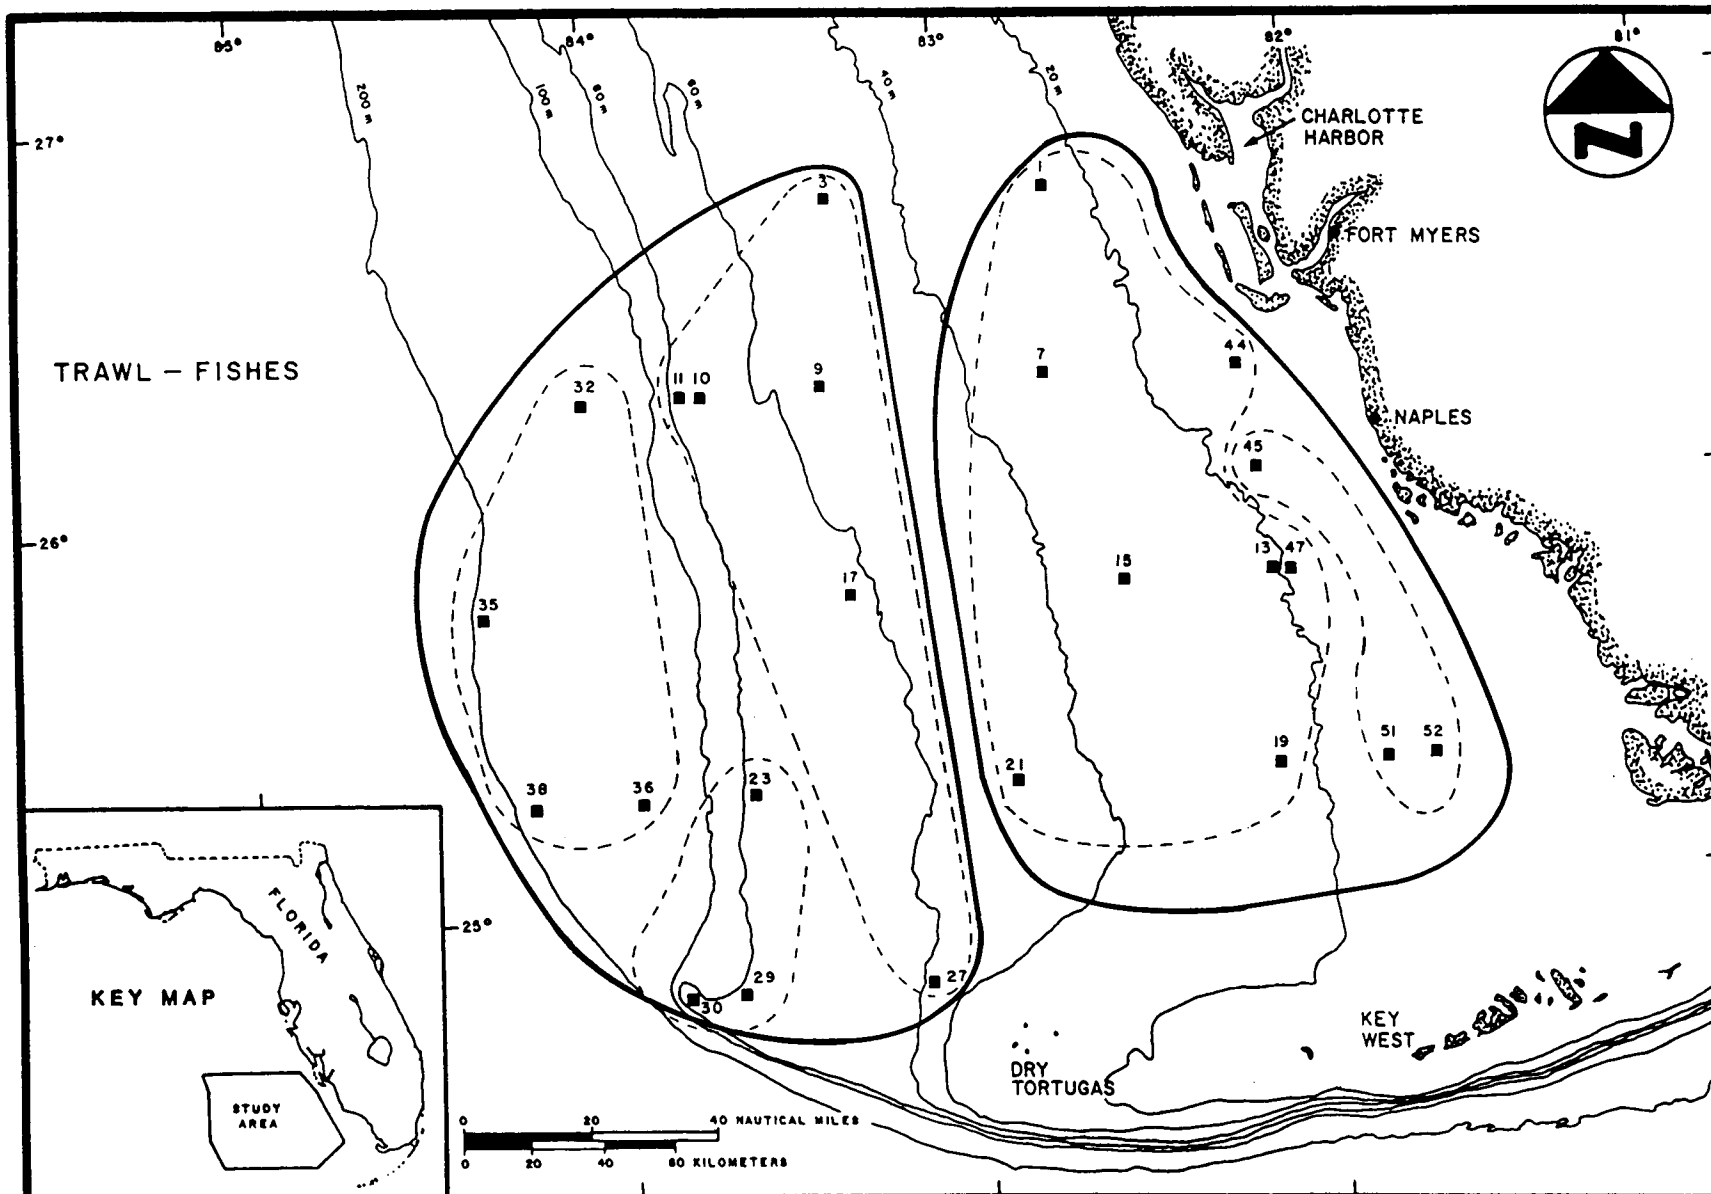 85°
84°
83°
82°
81°
200 m
100 m
80 m
60 m
40 m
20 m
27°
CHARLOTTE
HARBOR
N
3
1
FORT MYERS
TRAWL – FISHES
32
11 10
9
7
44
NAPLES
45
26°
35
17
15
13 47
38
36
23
21
19
51 52
25°
FLORIDA
KEY MAP
30
29
27
KEY
WEST
DRY
TORTUGAS
STUDY
AREA
0 20 40 NAUTICAL MILES
0 20 40 60 KILOMETERS